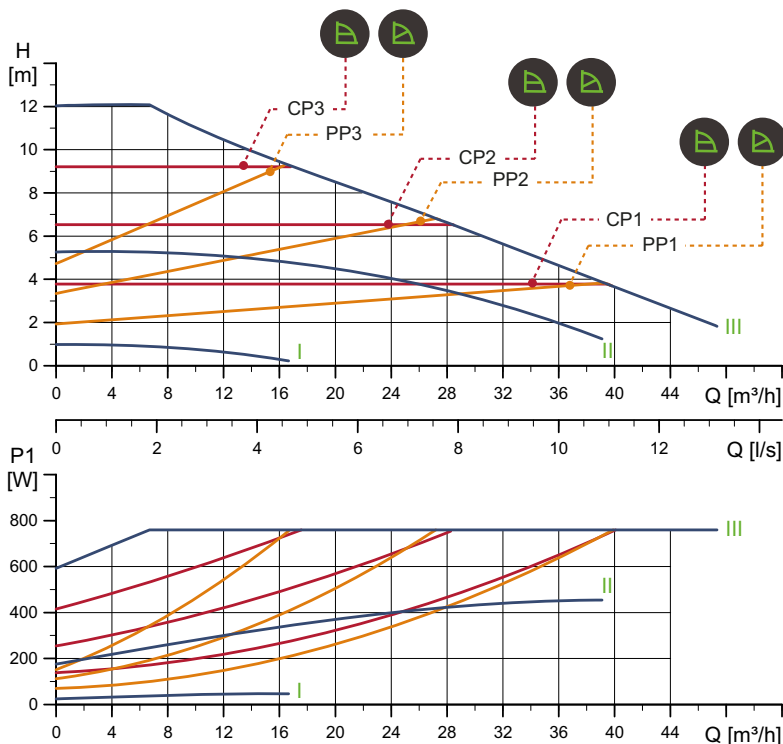 H
[m]
12
10
8
6
4
2
0
CP3
PP3
CP2
PP2
CP1
PP1
I
II
III
0 4 8 12 16 20 24 28 32 36 40 44
Q [m³/h]
0 2 4 6 8 10 12
Q [l/s]
P1
[W]
800
600
400
200
0
III
II
I
0 4 8 12 16 20 24 28 32 36 40 44
Q [m³/h]